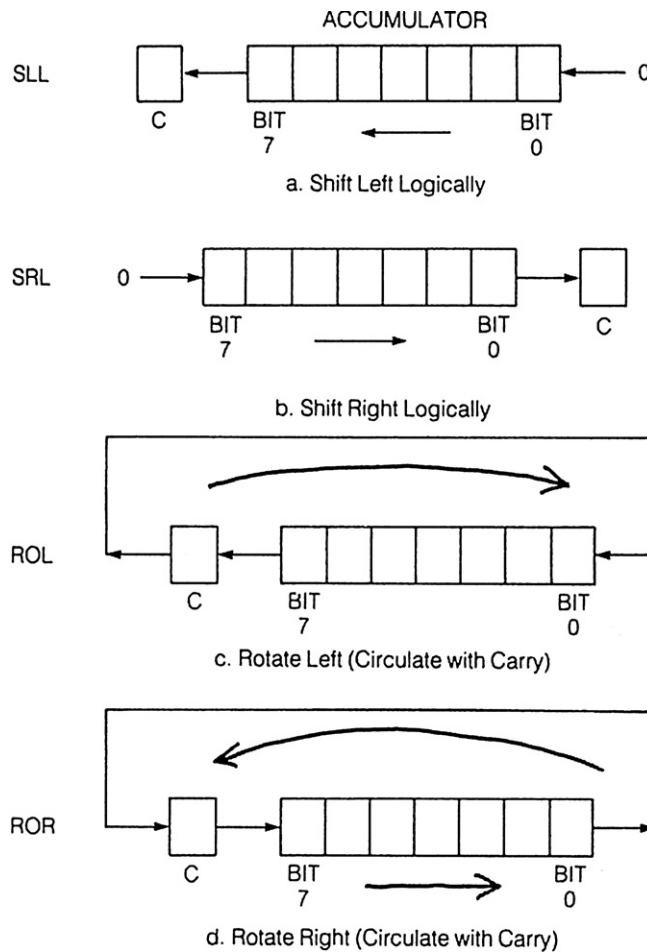 ACCUMULATOR
SLL
0
C
BIT
7
BIT
0
a. Shift Left Logically
SRL
0
BIT
7
BIT
0
C
b. Shift Right Logically
ROL
C
BIT
7
BIT
0
c. Rotate Left (Circulate with Carry)
ROR
C
BIT
7
BIT
0
d. Rotate Right (Circulate with Carry)